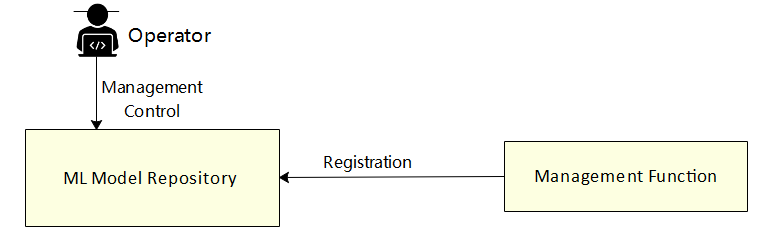 Operator
Management
Control
Registration
ML Model Repository
Management Function